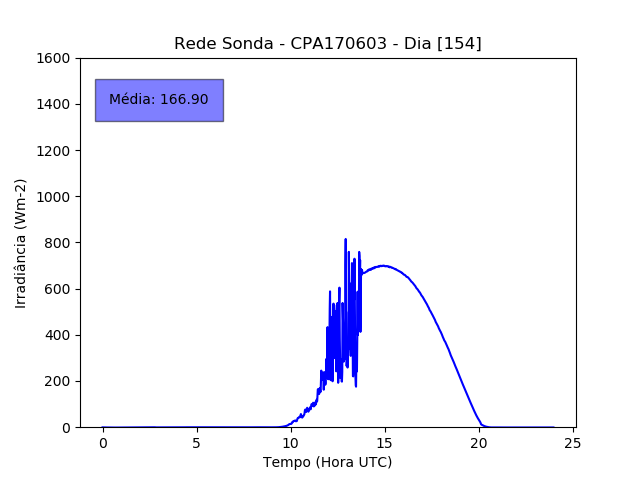 Rede Sonda - CPA170603 - Dia [154]
Média: 166.90
1600
1400
1200
1000
800
600
400
200
0
Irradiância (Wm-2)
0 5 10 15 20 25
Tempo (Hora UTC)